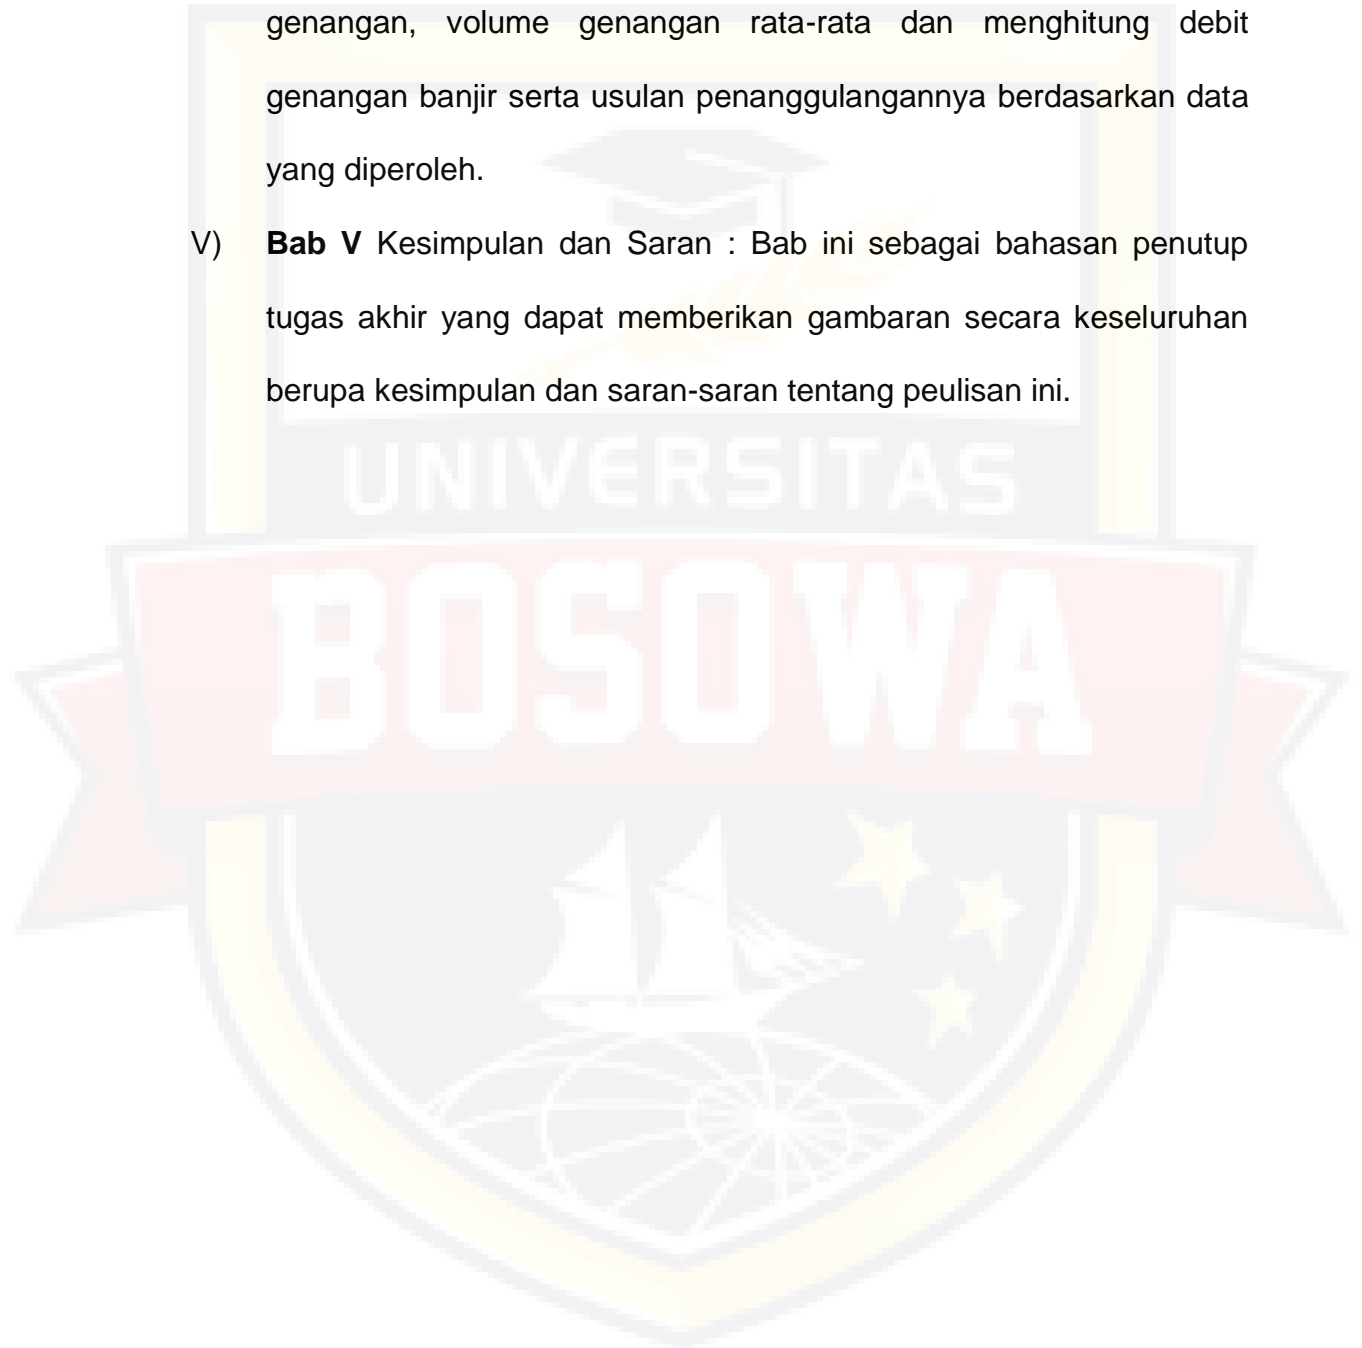 genangan, volume genangan rata-rata dan menghitung debit
genangan banjir serta usulan penanggulangannya berdasarkan data
yang diperoleh.
V) Bab V Kesimpulan dan Saran : Bab ini sebagai bahasan penutup
tugas akhir yang dapat memberikan gambaran secara keseluruhan
berupa kesimpulan dan saran-saran tentang peulisan ini.
UNIVERSITAS
BOSOWA